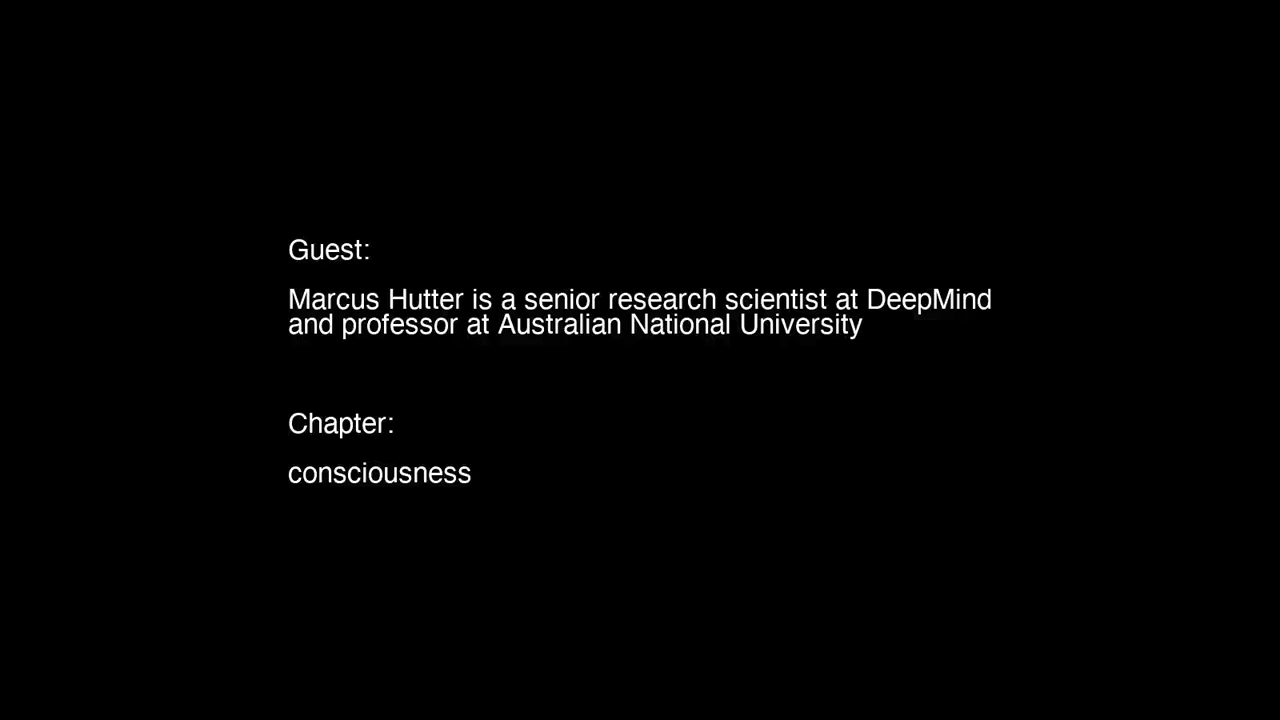 Guest:
Marcus Hutter is a senior research scientist at DeepMind
and professor at Australian National University
Chapter:
consciousness